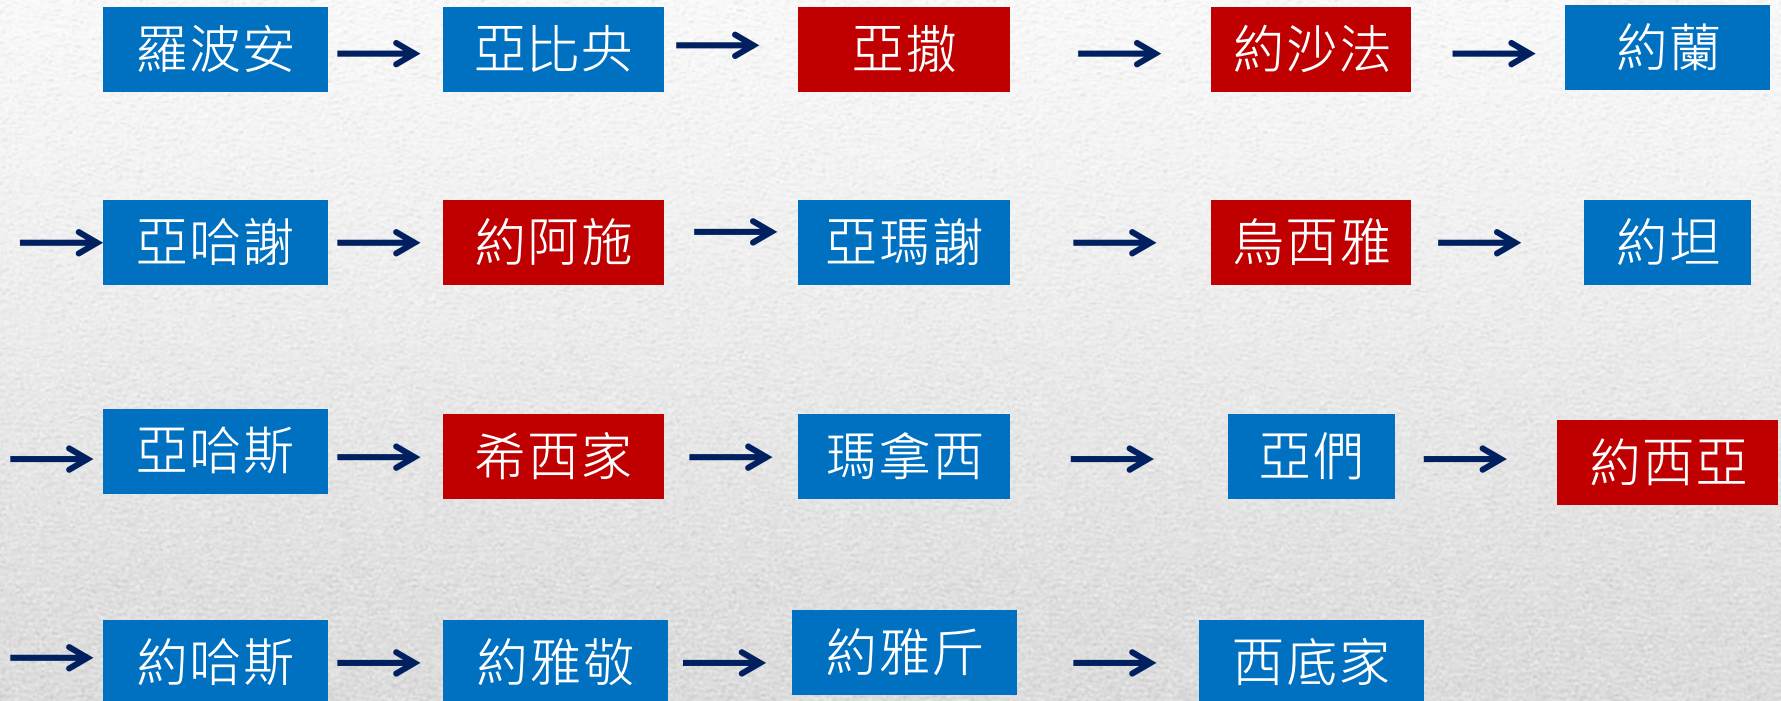 羅波安 亞比央 亞撒 約沙法 約蘭
亞哈謝 約阿施 亞瑪謝 烏西雅 約坦
亞哈斯 希西家 瑪拿西 亞們 約西亞
約哈斯 約雅敬 約雅斤 西底家